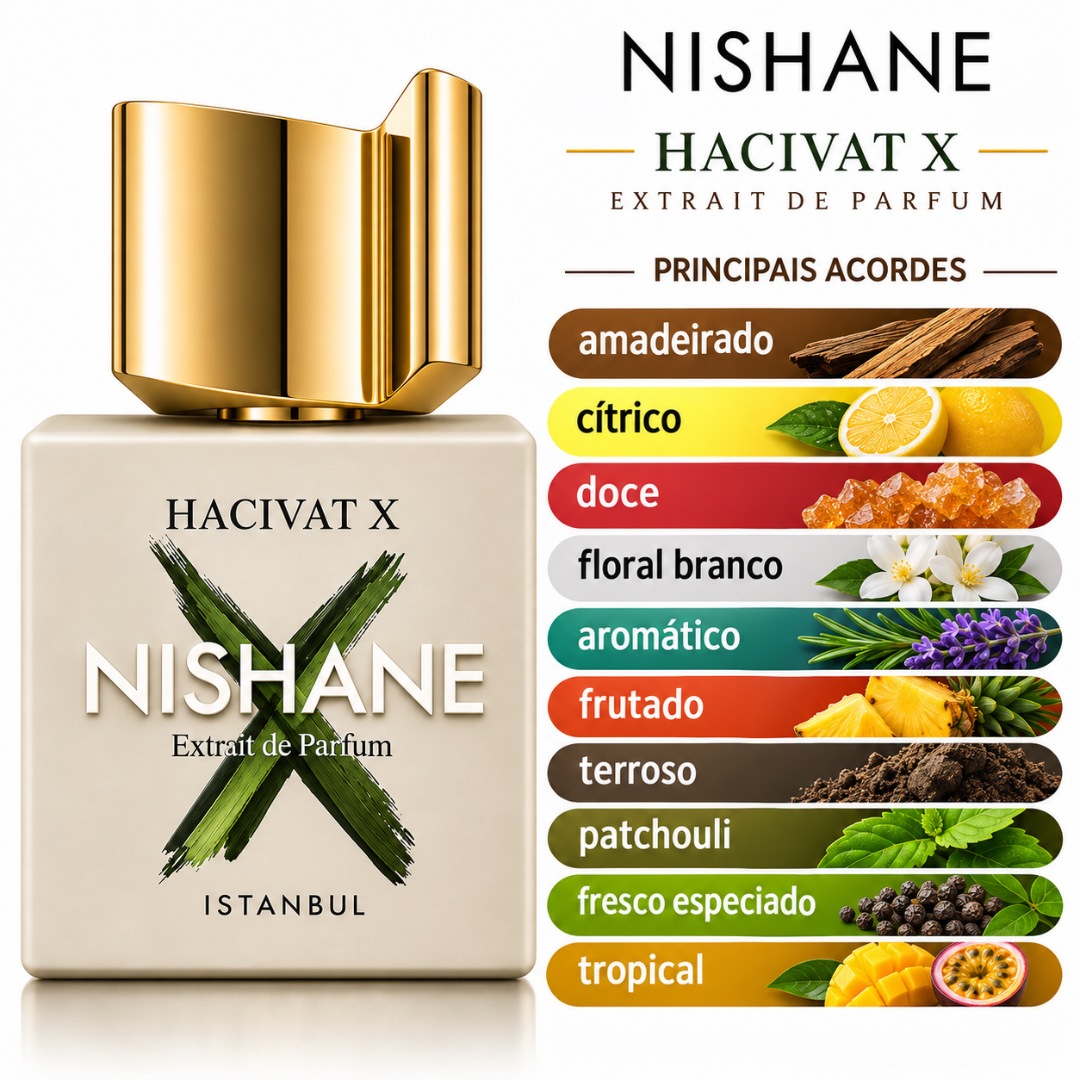 NISHANE
HACIVAT X
EXTRAIT DE PARFUM
PRINCIPAIS ACORDES
amadeirado
cítrico
doce
floral branco
aromático
frutado
terroso
patchouli
fresco especiado
tropical
HACIVAT X
NISHANE
Extrait de Parfum
ISTANBUL